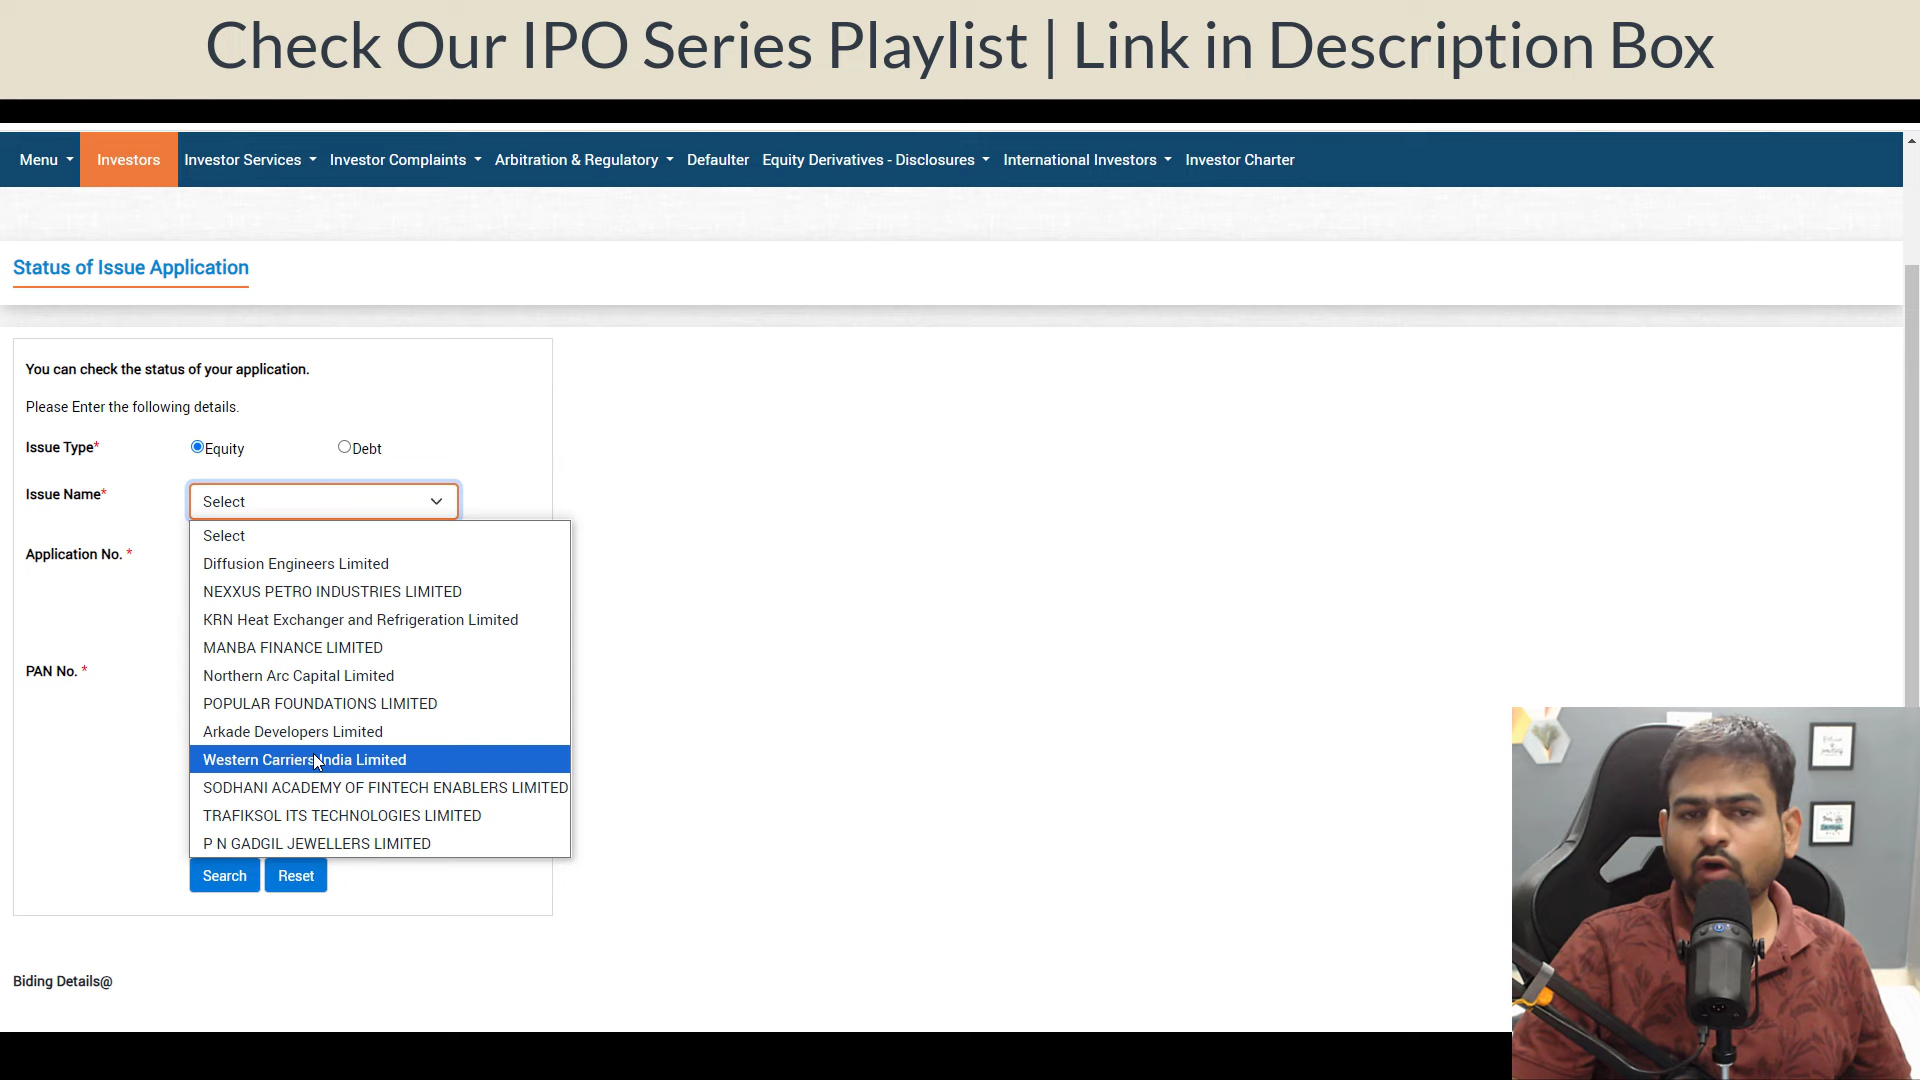 Check Our IPO Series Playlist | Link in Description Box
Menu Investors Investor Services Investor Complaints Arbitration & Regulatory Defaulter Equity Derivatives - Disclosures International Investors Investor Charter
Status of Issue Application
You can check the status of your application.
Please Enter the following details.
Issue Type* Equity Debt
Issue Name* Select
Select
Diffusion Engineers Limited
Application No. *
NEXXUS PETRO INDUSTRIES LIMITED
KRN Heat Exchanger and Refrigeration Limited
MANBA FINANCE LIMITED
PAN No. *
Northern Arc Capital Limited
POPULAR FOUNDATIONS LIMITED
Arkade Developers Limited
Western Carriers India Limited
SODHANI ACADEMY OF FINTECH ENABLERS LIMITED
TRAFIKSOL ITS TECHNOLOGIES LIMITED
P N GADGIL JEWELLERS LIMITED
Search Reset
Biding Details@